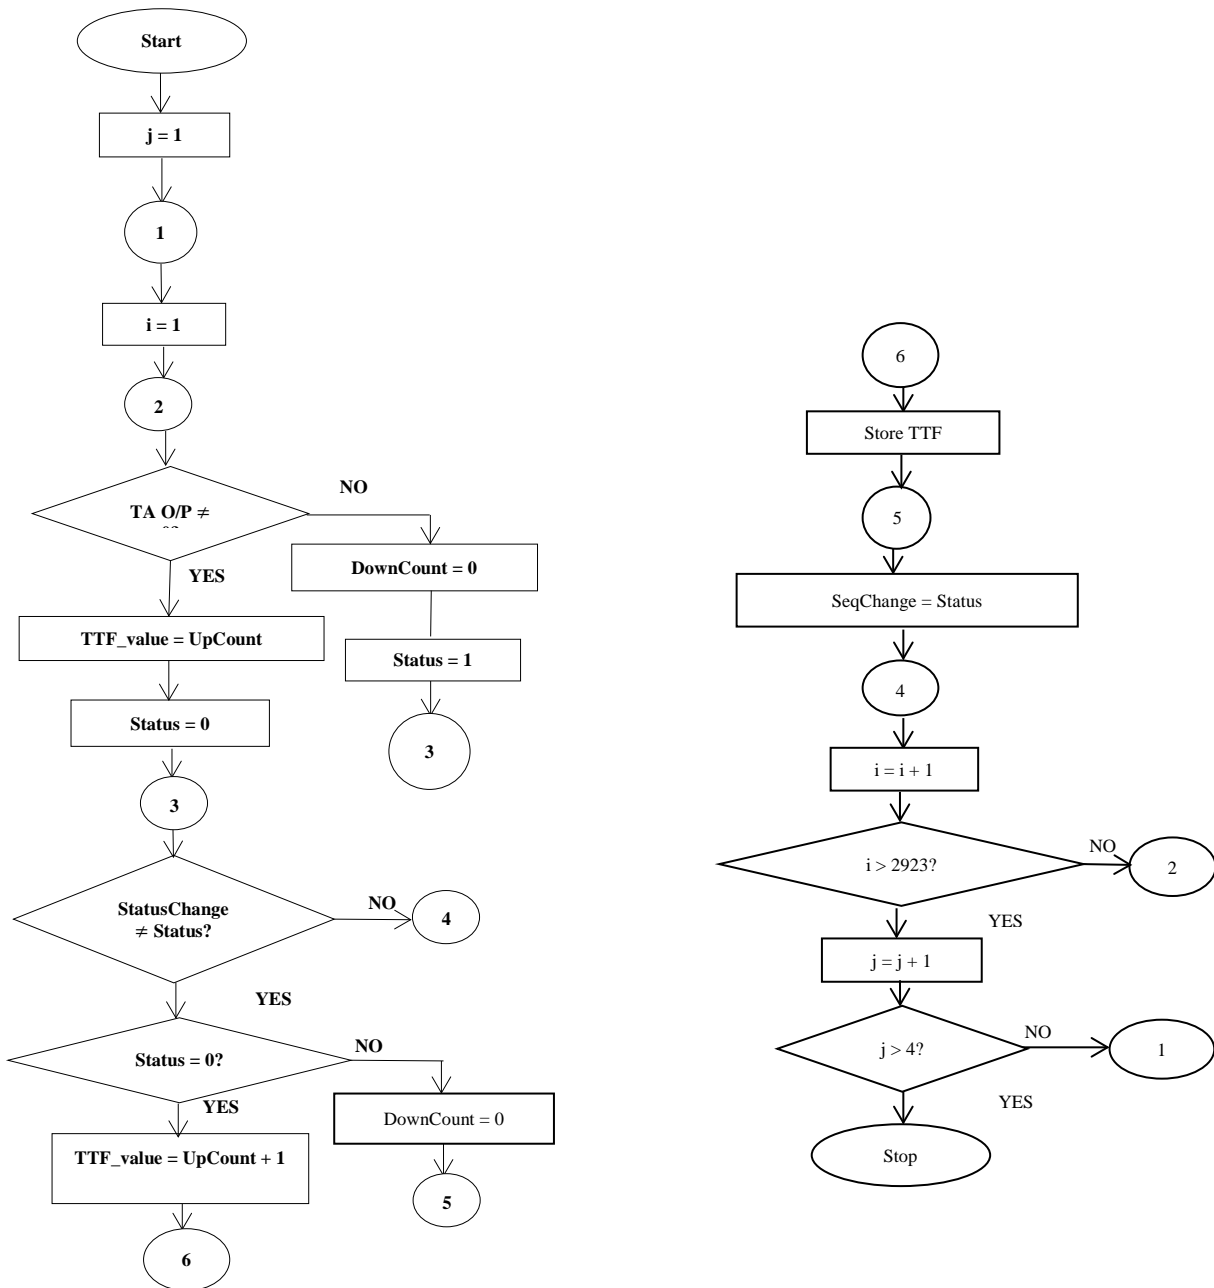 Start
j = 1
1
i = 1
2
TA O/P ≠
NO
YES
DownCount = 0
TTF_value = UpCount
Status = 1
Status = 0
3
3
StatusChange
≠ Status?
NO
4
YES
Status = 0?
NO
YES
DownCount = 0
TTF_value = UpCount + 1
5
6
6
Store TTF
5
SeqChange = Status
4
i = i + 1
i > 2923?
NO
2
YES
j = j + 1
j > 4?
NO
1
YES
Stop